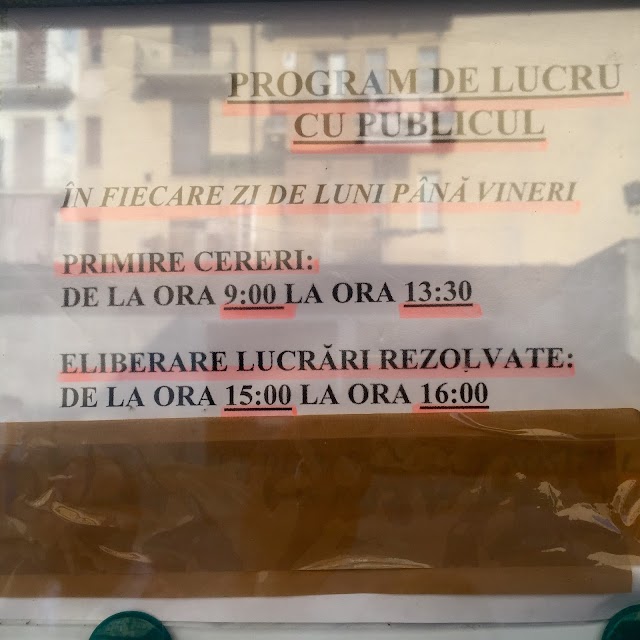 PROGRAM DE LUCRU
CU PUBLICUL
ÎN FIECARE ZI DE LUNI PÂNĂ VINERI
PRIMIRE CERERI:
DE LA ORA 9:00 LA ORA 13:30
ELIBERARE LUCRĂRI REZOLVATE:
DE LA ORA 15:00 LA ORA 16:00